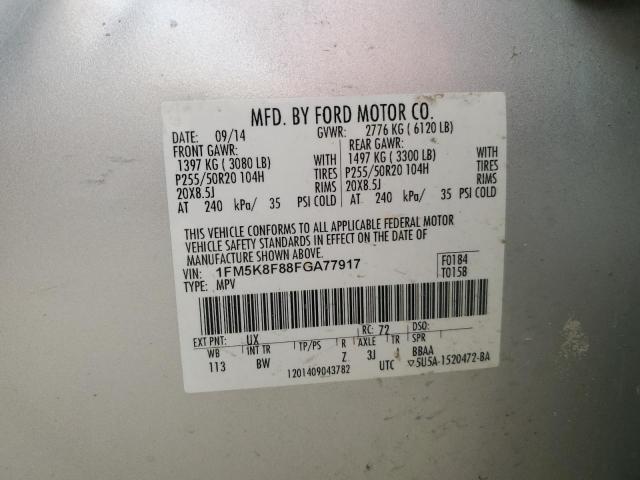 MFD. BY FORD MOTOR CO.
DATE: 09/14 GVWR: 2776 KG ( 6120 LB)
FRONT GAWR: REAR GAWR:
1397 KG ( 3080 LB) WITH 1497 KG ( 3300 LB) WITH
P255/50R20 104H TIRES P255/50R20 104H TIRES
20X8.5J RIMS 20X8.5J RIMS
AT 240 kPa/ 35 PSI COLD AT 240 kPa/ 35 PSI COLD
THIS VEHICLE CONFORMS TO ALL APPLICABLE FEDERAL MOTOR
VEHICLE SAFETY STANDARDS IN EFFECT ON THE DATE OF
MANUFACTURE SHOWN ABOVE.
VIN: 1FM5K8F88FGA77917 F0184
TYPE: MPV T0158
EXT PNT: UX RC: 72 DSO:
WB INT TR TP/PS R AXLE TR SPR
113 BW Z 3J I BBAA
1201409043782 UTC ▽5U5A-1520472-BA